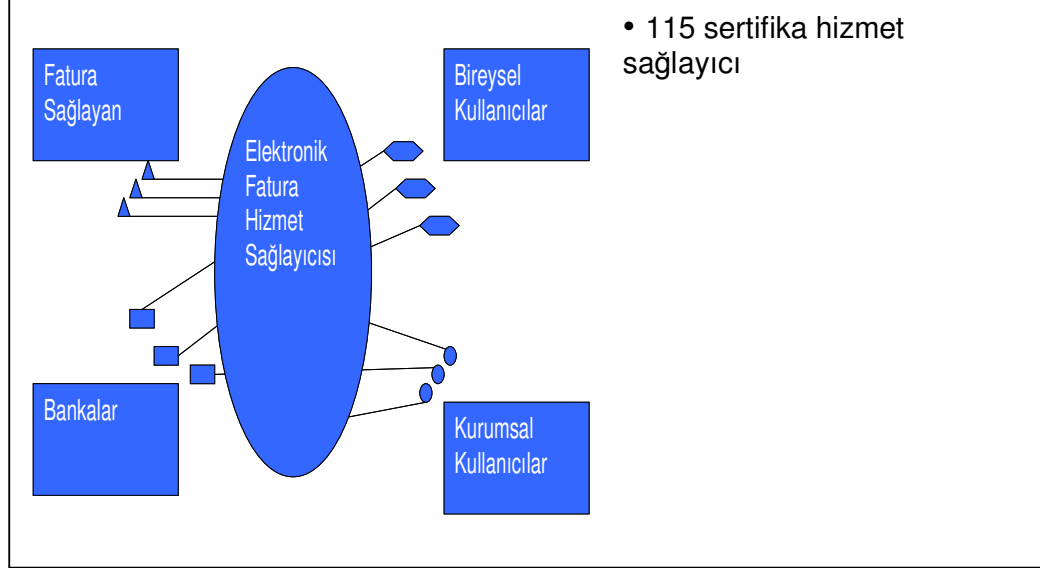 Fatura
Sağlayan
Elektronik
Fatura
Hizmet
Sağlayıcısı
Bireysel
Kullanıcılar
Bankalar
Kurumsal
Kullanıcılar
• 115 sertifika hizmet
sağlayıcı